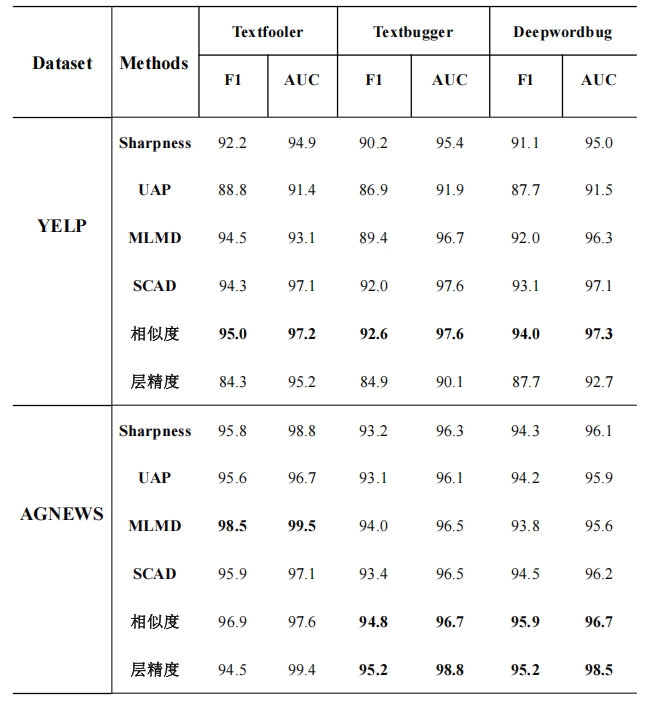 Dataset Methods Textfooler Textbugger Deepwordbug
F1 AUC F1 AUC F1 AUC
YELP
Sharpness 92.2 94.9 90.2 95.4 91.1 95.0
UAP 88.8 91.4 86.9 91.9 87.7 91.5
MLMD 94.5 93.1 89.4 96.7 92.0 96.3
SCAD 94.3 97.1 92.0 97.6 93.1 97.1
相似度 95.0 97.2 92.6 97.6 94.0 97.3
层精度 84.3 95.2 84.9 90.1 87.7 92.7
AGNEWS
Sharpness 95.8 98.8 93.2 96.3 94.3 96.1
UAP 95.6 96.7 93.1 96.1 94.2 95.9
MLMD 98.5 99.5 94.0 96.5 93.8 95.6
SCAD 95.9 97.1 93.4 96.5 94.5 96.2
相似度 96.9 97.6 94.8 96.7 95.9 96.7
层精度 94.5 99.4 95.2 98.8 95.2 98.5